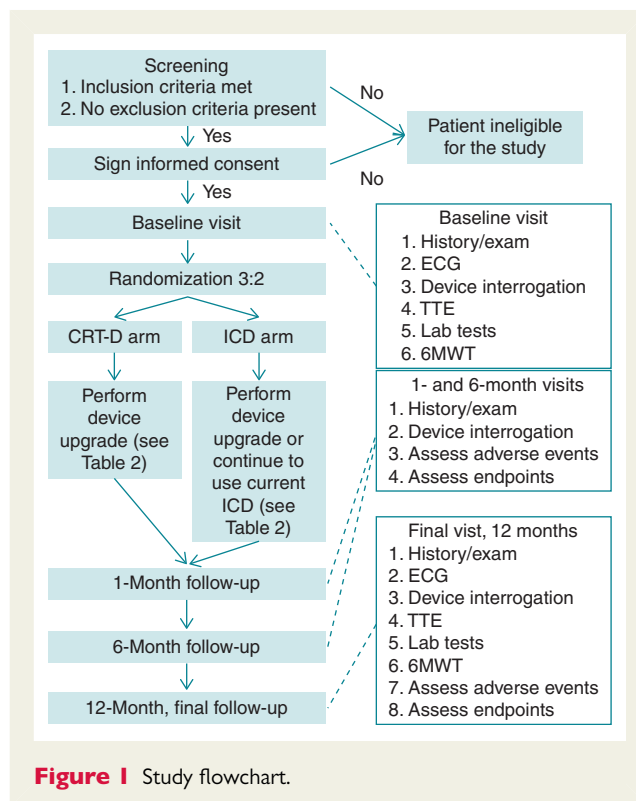 Screening
1. Inclusion criteria met
2. No exclusion criteria present
No
Yes
Patient ineligible
for the study
Sign informed consent
No
Yes
Baseline visit
Randomization 3:2
CRT-D arm
ICD arm
Perform
device
upgrade (see
Table 2)
Perform
device
upgrade or
continue to
use current
ICD (see
Table 2)
1-Month follow-up
6-Month follow-up
12-Month, final follow-up
Baseline visit
1. History/exam
2. ECG
3. Device interrogation
4. TTE
5. Lab tests
6. 6MWT
1- and 6-month visits
1. History/exam
2. Device interrogation
3. Assess adverse events
4. Assess endpoints
Final vist, 12 months
1. History/exam
2. ECG
3. Device interrogation
4. TTE
5. Lab tests
6. 6MWT
7. Assess adverse events
8. Assess endpoints
Figure 1 Study flowchart.